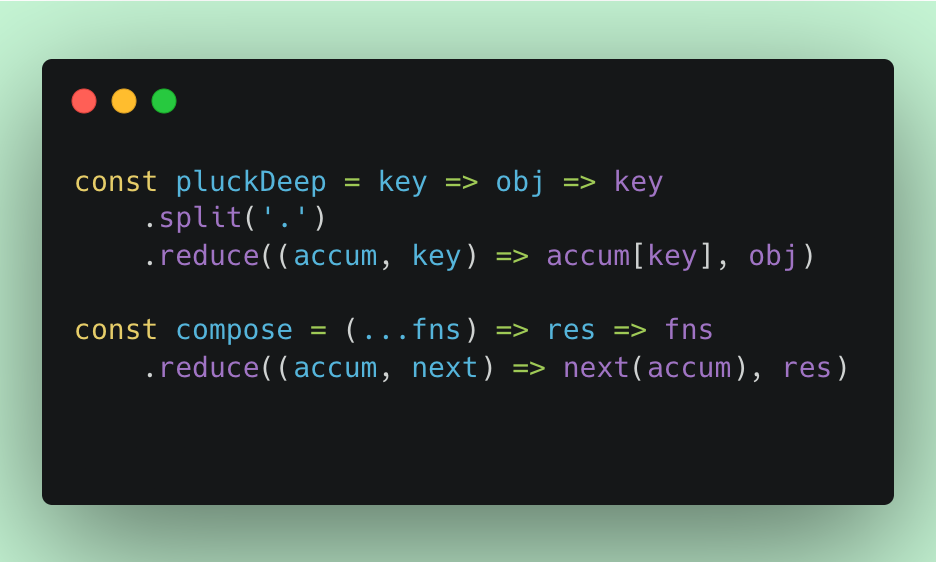 const pluckDeep = key => obj => key
    .split('.')
    .reduce((accum, key) => accum[key], obj)

const compose = (...fns) => res => fns
    .reduce((accum, next) => next(accum), res)